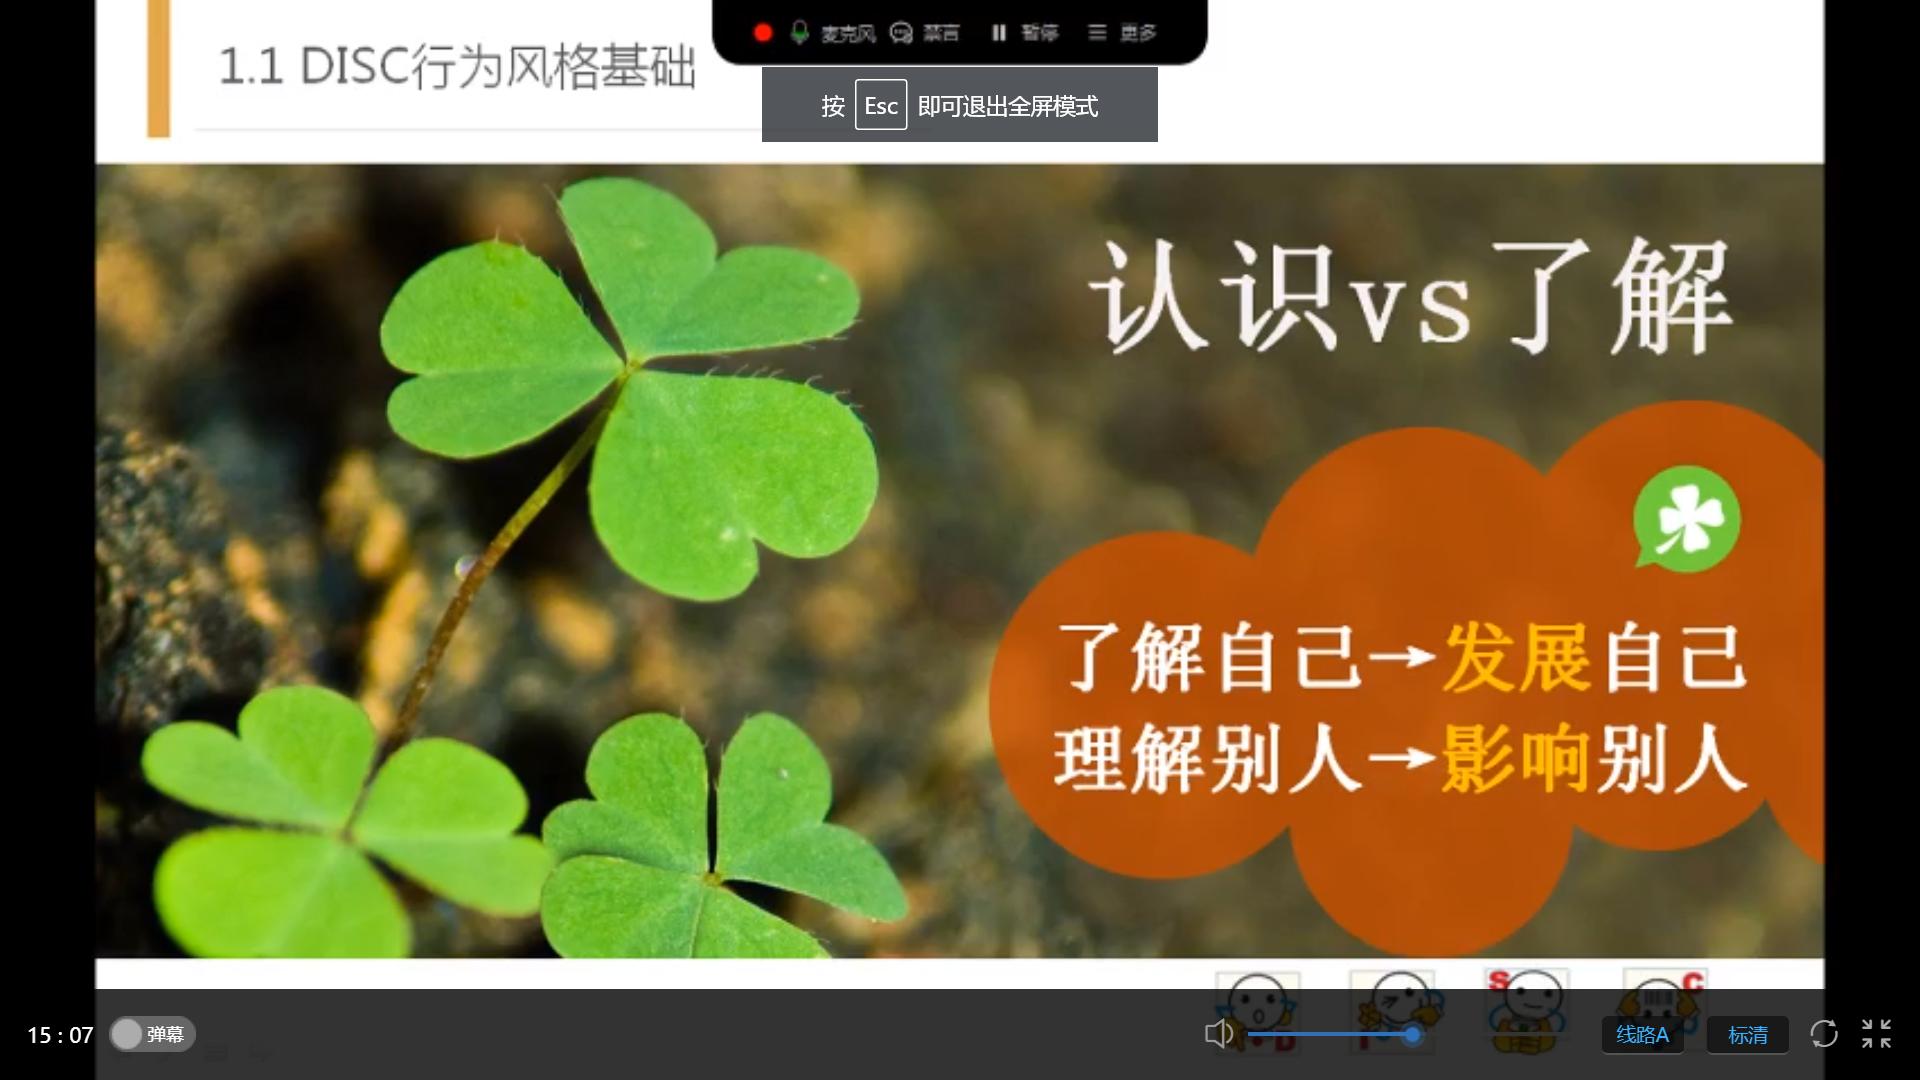 麦克风 禁言 暂停 更多
1.1 DISC行为风格基础
按 Esc 即可退出全屏模式
认识vs了解
了解自己→发展自己
理解别人→影响别人
D I S C
15 : 07 弹幕 线路A 标清